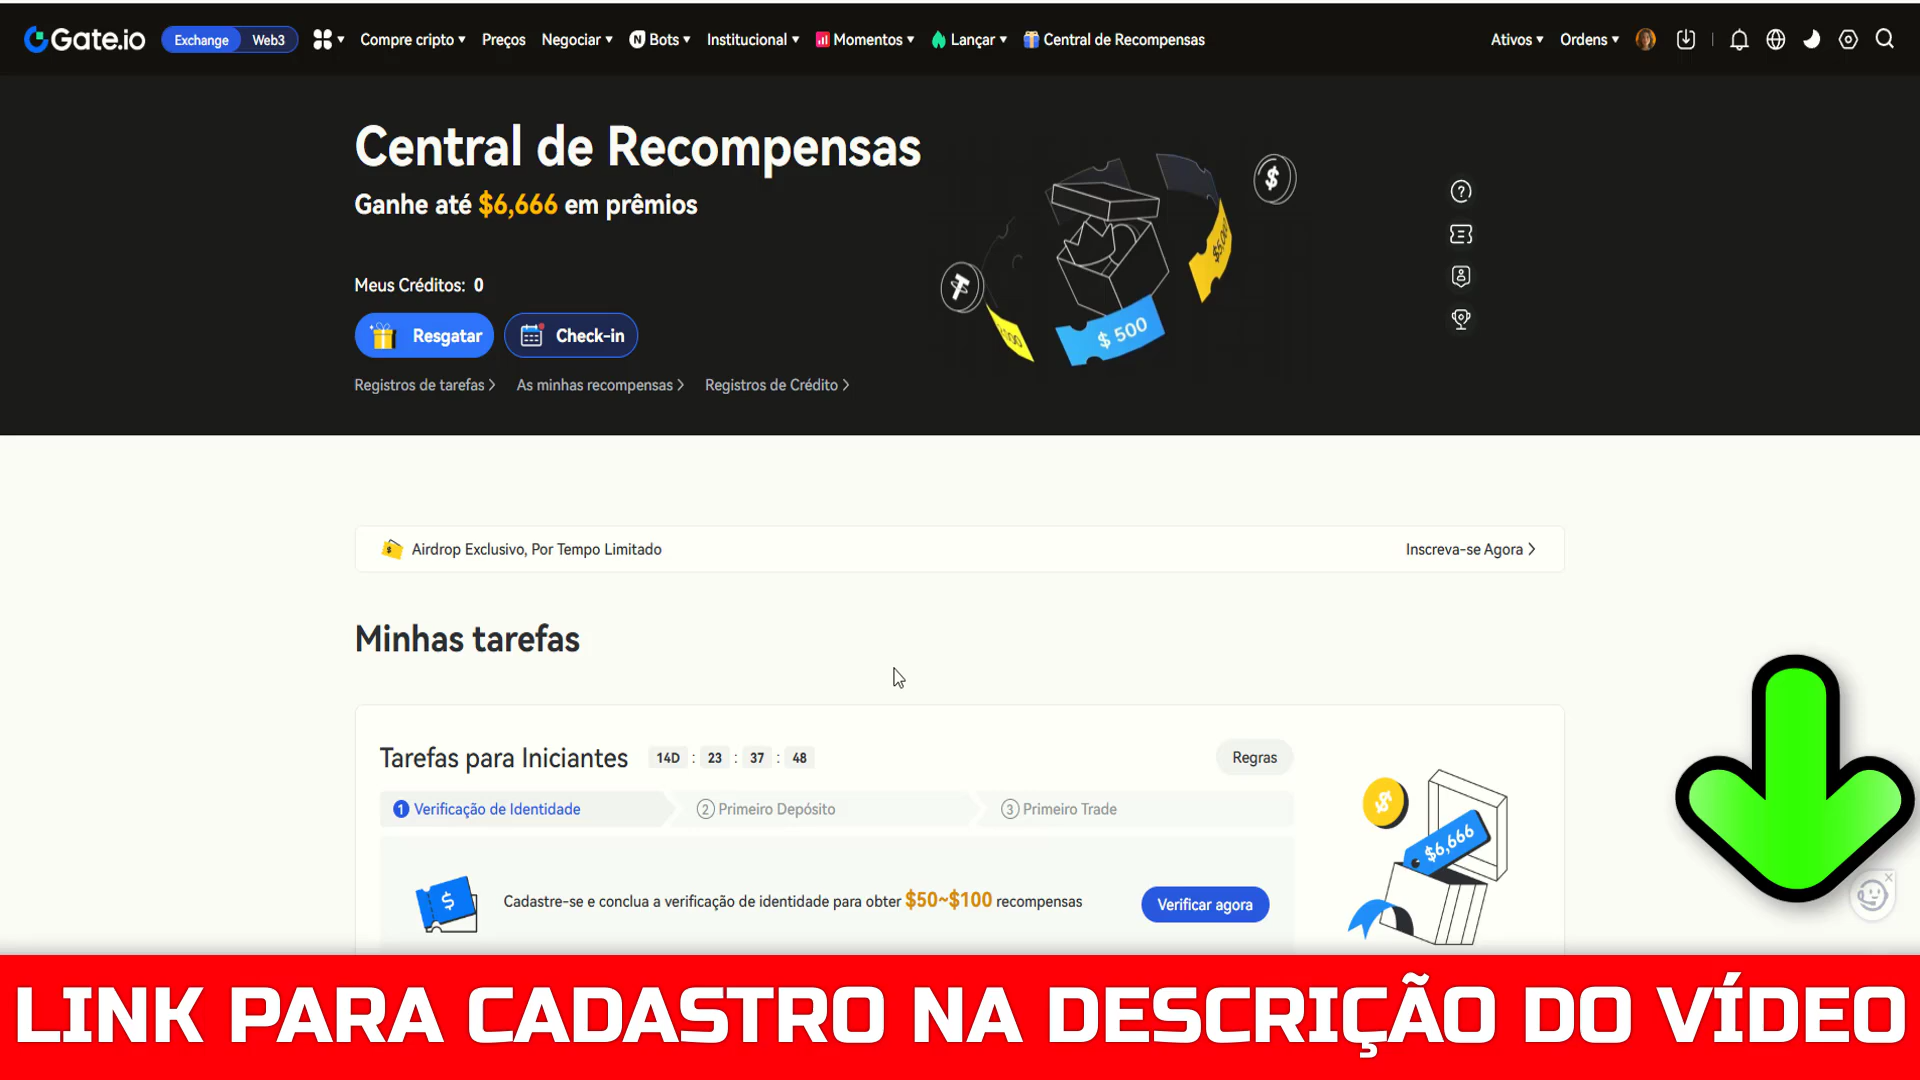 Gate.io Exchange Web3 Compre cripto Preços Negociar Bots Institucional Momentos Lançar Central de Recompensas Ativos Ordens
Central de Recompensas
Ganhe até $6,666 em prêmios
Meus Créditos: 0
Resgatar Check-in
Registros de tarefas > As minhas recompensas > Registros de Crédito >
$
$ 500
Airdrop Exclusivo, Por Tempo Limitado Inscreva-se Agora >
Minhas tarefas
Tarefas para Iniciantes 14D : 23 : 37 : 48 Regras
1 Verificação de Identidade 2 Primeiro Depósito 3 Primeiro Trade
$
$6,666
$
Cadastre-se e conclua a verificação de identidade para obter $50~$100 recompensas Verificar agora
LINK PARA CADASTRO NA DESCRIÇÃO DO VÍDEO